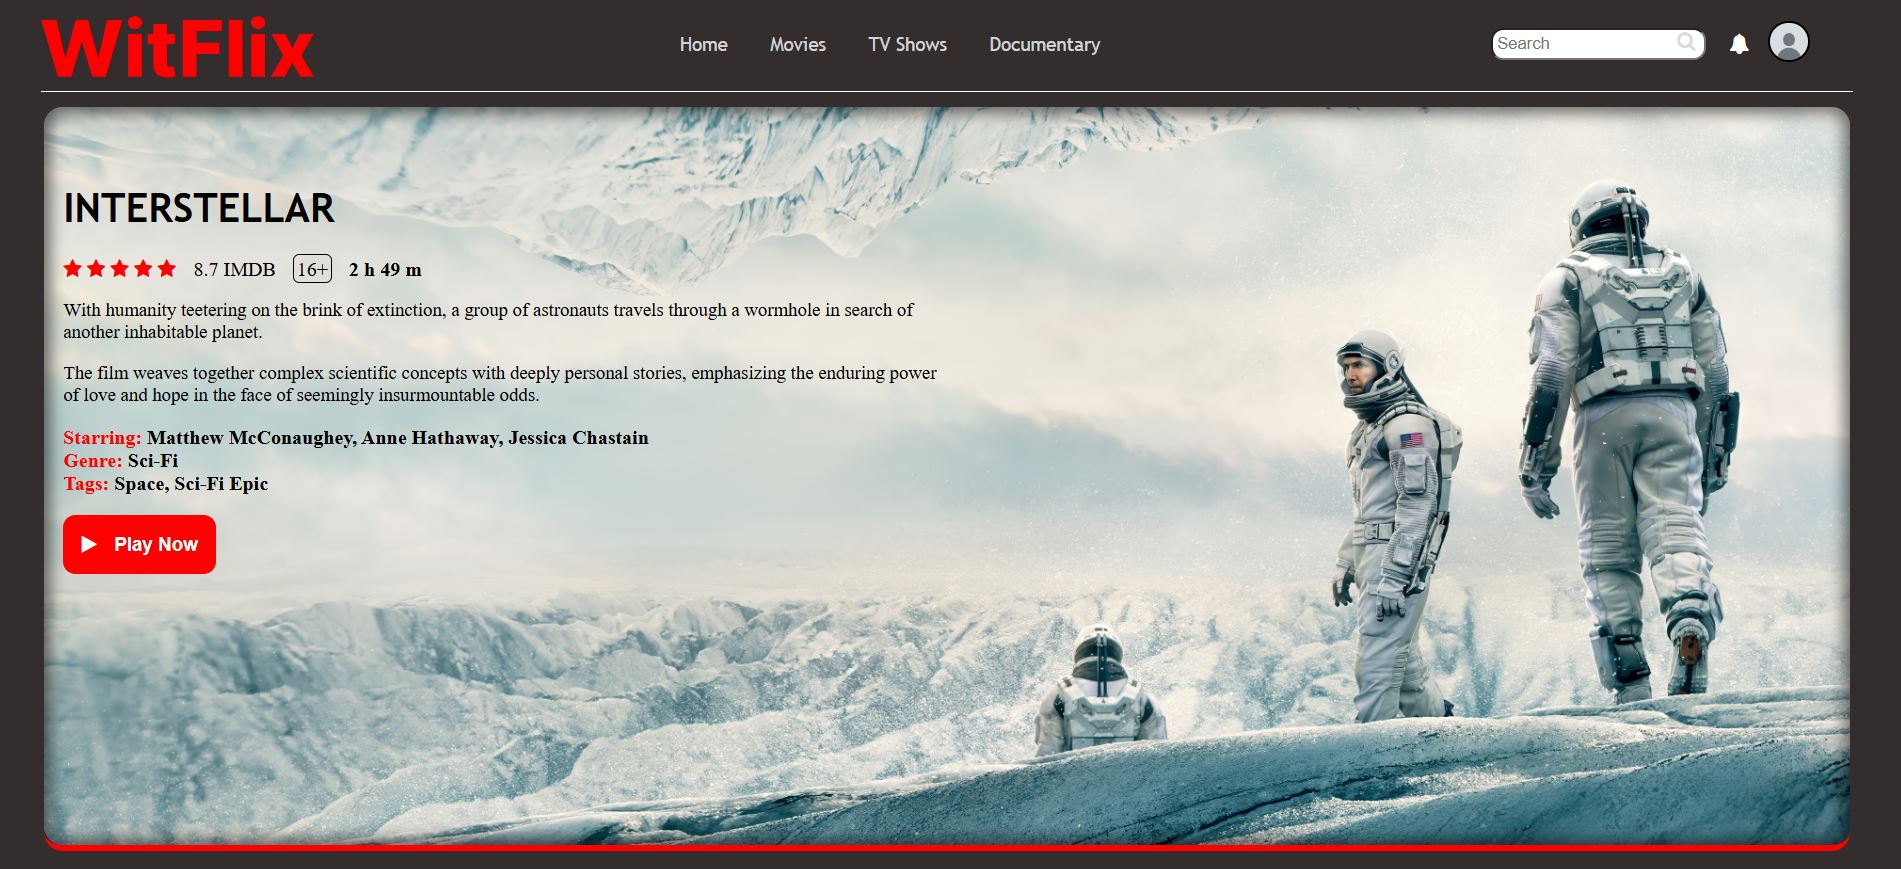 WitFlix
Home Movies TV Shows Documentary
Search
INTERSTELLAR
8.7 IMDB 16+ 2 h 49 m
With humanity teetering on the brink of extinction, a group of astronauts travels through a wormhole in search of
another inhabitable planet.
The film weaves together complex scientific concepts with deeply personal stories, emphasizing the enduring power
of love and hope in the face of seemingly insurmountable odds.
Starring: Matthew McConaughey, Anne Hathaway, Jessica Chastain
Genre: Sci-Fi
Tags: Space, Sci-Fi Epic
Play Now